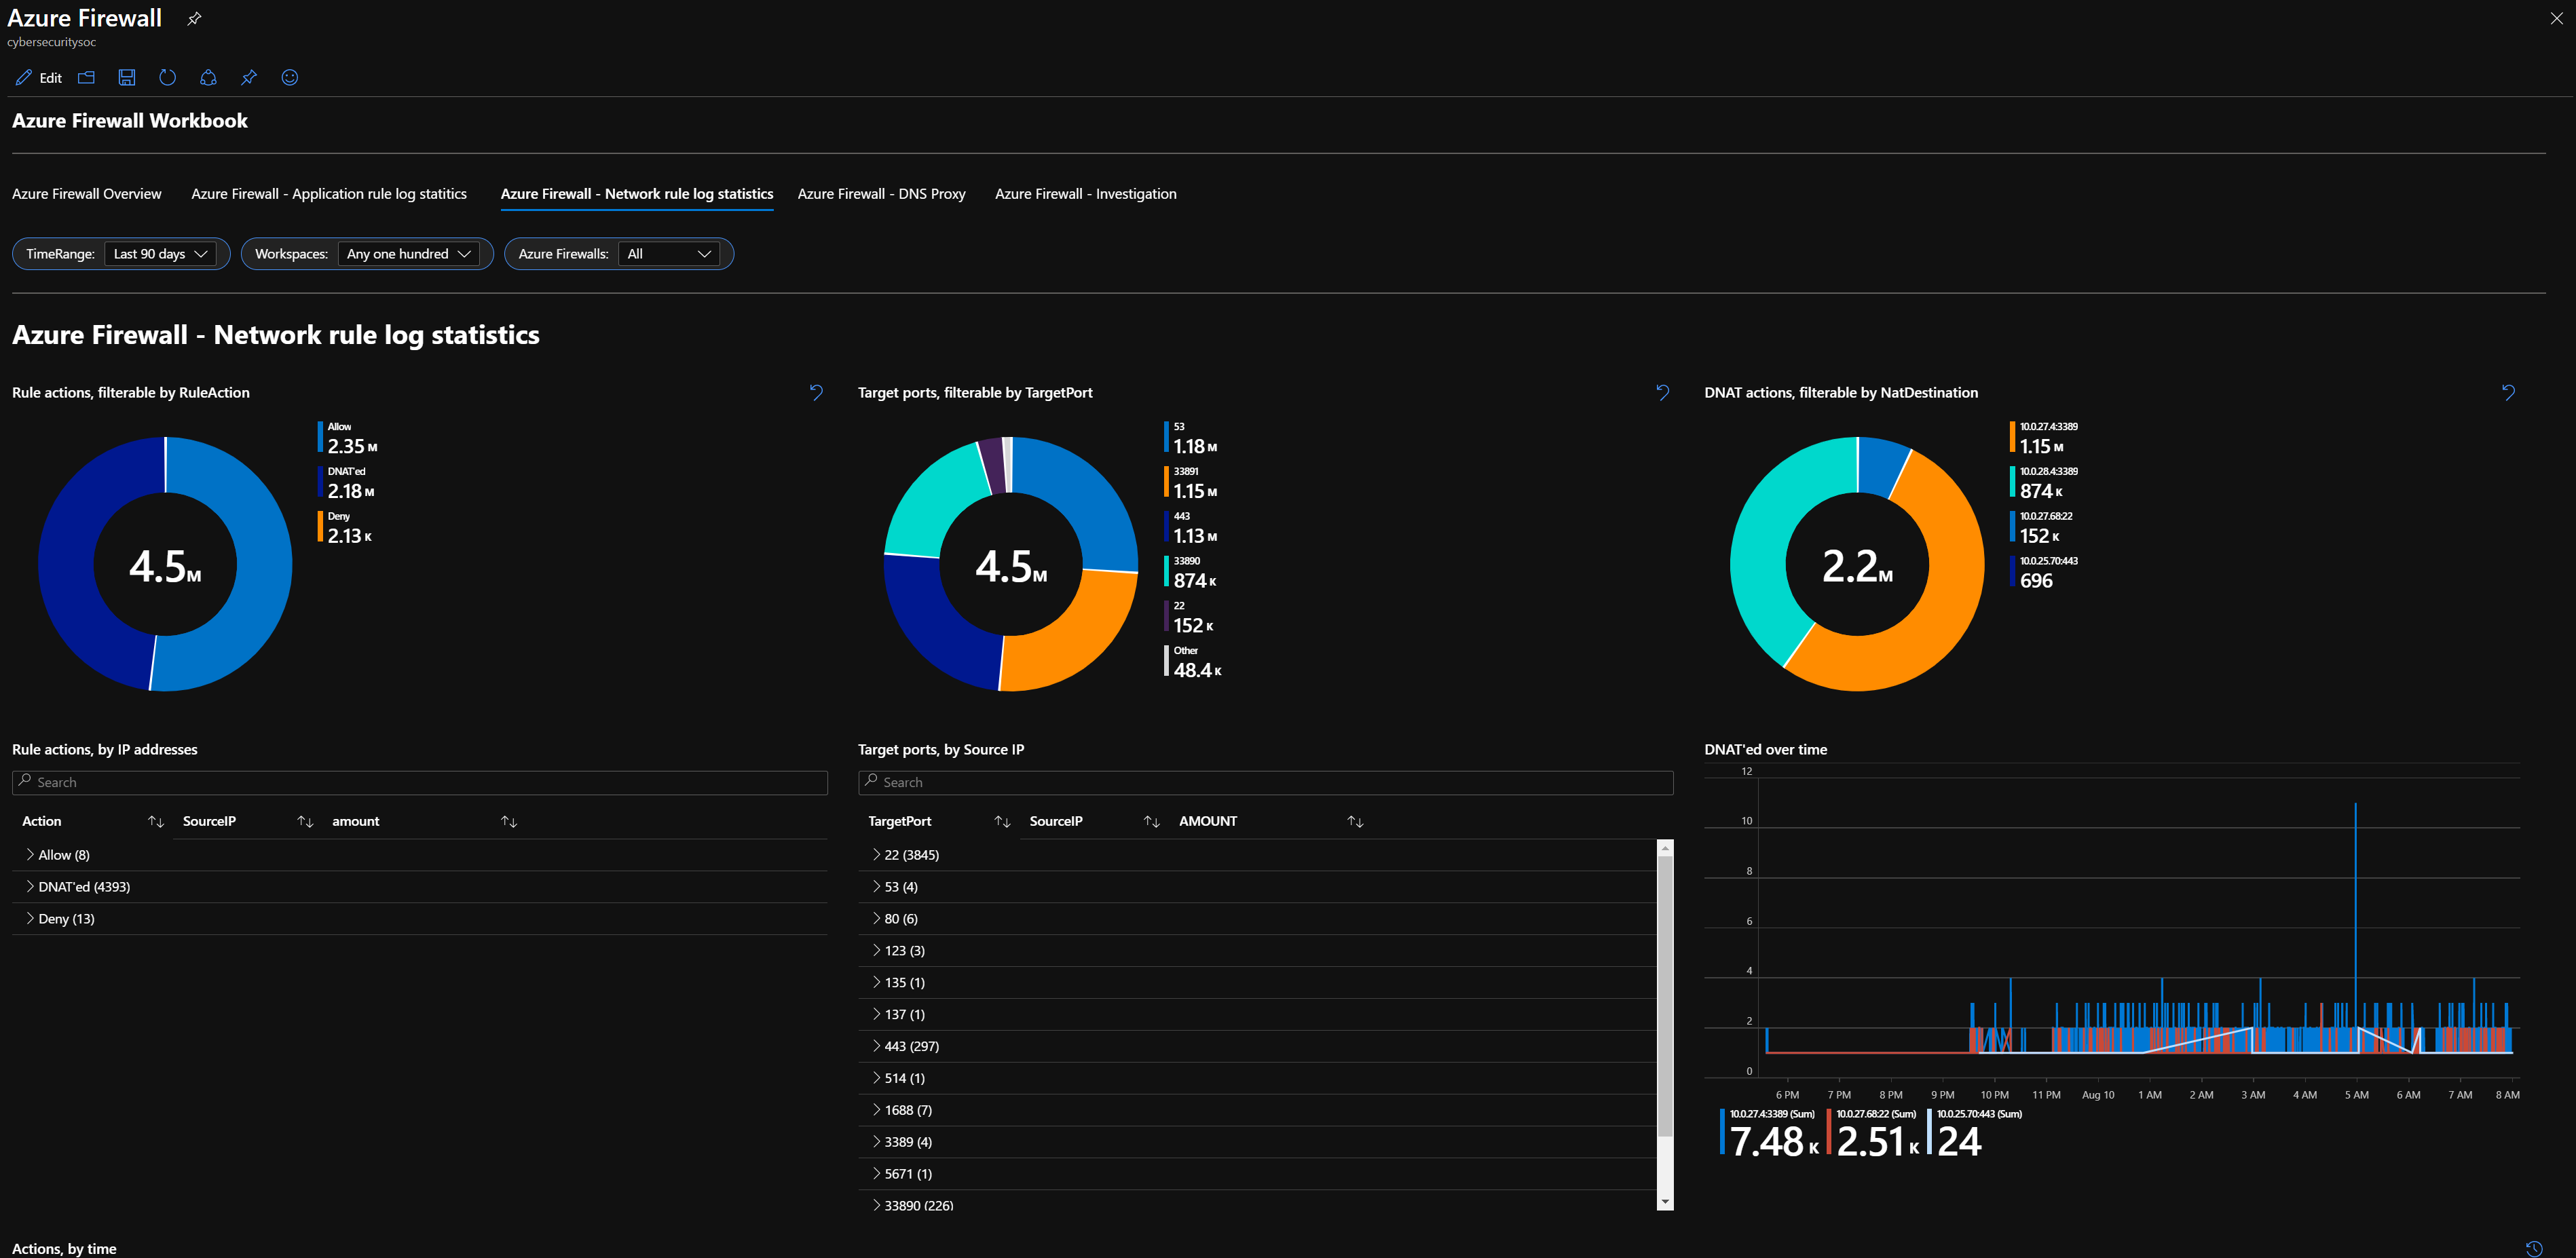 Azure Firewall
cybersecuritysoc
Edit
Azure Firewall Workbook
Azure Firewall Overview
Azure Firewall - Application rule log statitics
Azure Firewall - Network rule log statistics
Azure Firewall - DNS Proxy
Azure Firewall - Investigation
TimeRange: Last 90 days
Workspaces: Any one hundred
Azure Firewalls: All
Azure Firewall - Network rule log statistics
Rule actions, filterable by RuleAction
4.5M
Allow
2.35 M
DNAT'ed
2.18 M
Deny
2.13 K
Target ports, filterable by TargetPort
4.5M
53
1.18 M
33891
1.15 M
443
1.13 M
33890
874 K
22
152 K
Other
48.4 K
DNAT actions, filterable by NatDestination
2.2M
10.0.27.4:3389
1.15 M
10.0.28.4:3389
874 K
10.0.27.68:22
152 K
10.0.25.70:443
696
Rule actions, by IP addresses
Search
Action SourceIP amount
Allow (8)
DNAT'ed (4393)
Deny (13)
Target ports, by Source IP
Search
TargetPort SourceIP AMOUNT
22 (3845)
53 (4)
80 (6)
123 (3)
135 (1)
137 (1)
443 (297)
514 (1)
1688 (7)
3389 (4)
5671 (1)
33890 (226)
DNAT'ed over time
12
10
8
6
4
2
0
6 PM 7 PM 8 PM 9 PM 10 PM 11 PM Aug 10 1 AM 2 AM 3 AM 4 AM 5 AM 6 AM 7 AM 8 AM
10.0.27.4:3389 (Sum)
7.48 K
10.0.27.68:22 (Sum)
2.51 K
10.0.25.70:443 (Sum)
24
Actions, by time